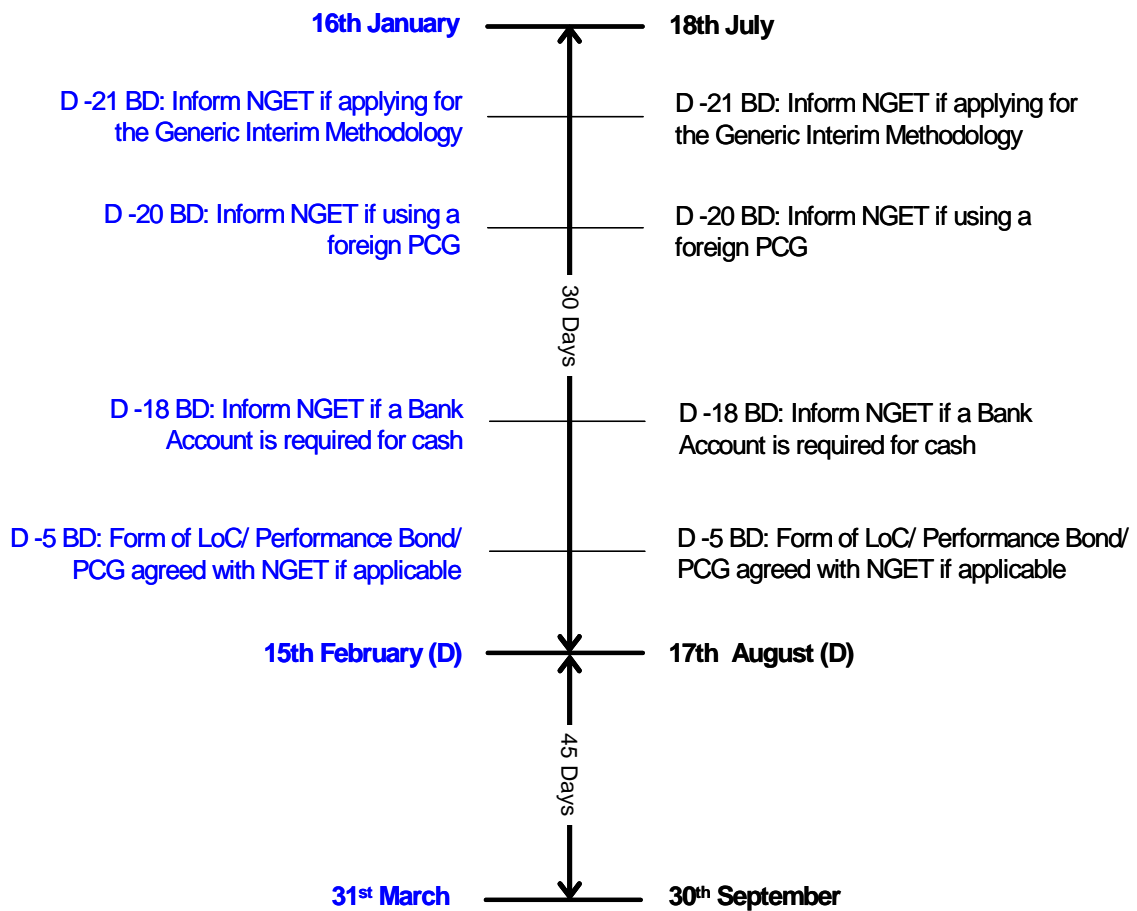 16th January
18th July
D -21 BD: Inform NGET if applying for
the Generic Interim Methodology
D -21 BD: Inform NGET if applying for
the Generic Interim Methodology
D -20 BD: Inform NGET if using a
foreign PCG
D -20 BD: Inform NGET if using a
foreign PCG
30 Days
D -18 BD: Inform NGET if a Bank
Account is required for cash
D -18 BD: Inform NGET if a Bank
Account is required for cash
D -5 BD: Form of LoC/ Performance Bond/
PCG agreed with NGET if applicable
D -5 BD: Form of LoC/ Performance Bond/
PCG agreed with NGET if applicable
15th February (D)
17th August (D)
45 Days
31st March
30th September